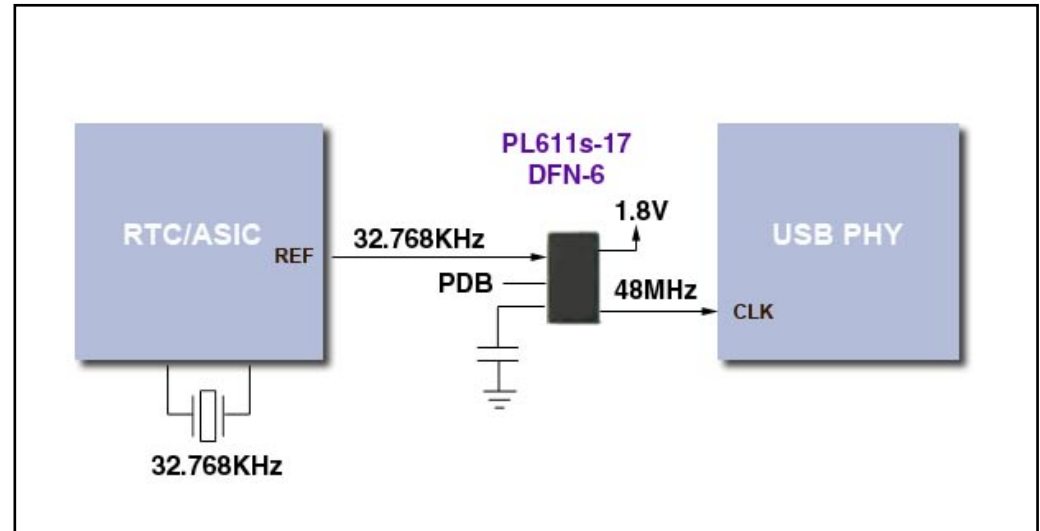 PL611s-17
DFN-6
1.8V
RTC/ASIC
REF
32.768KHz
PDB
48MHz
USB PHY
CLK
32.768KHz